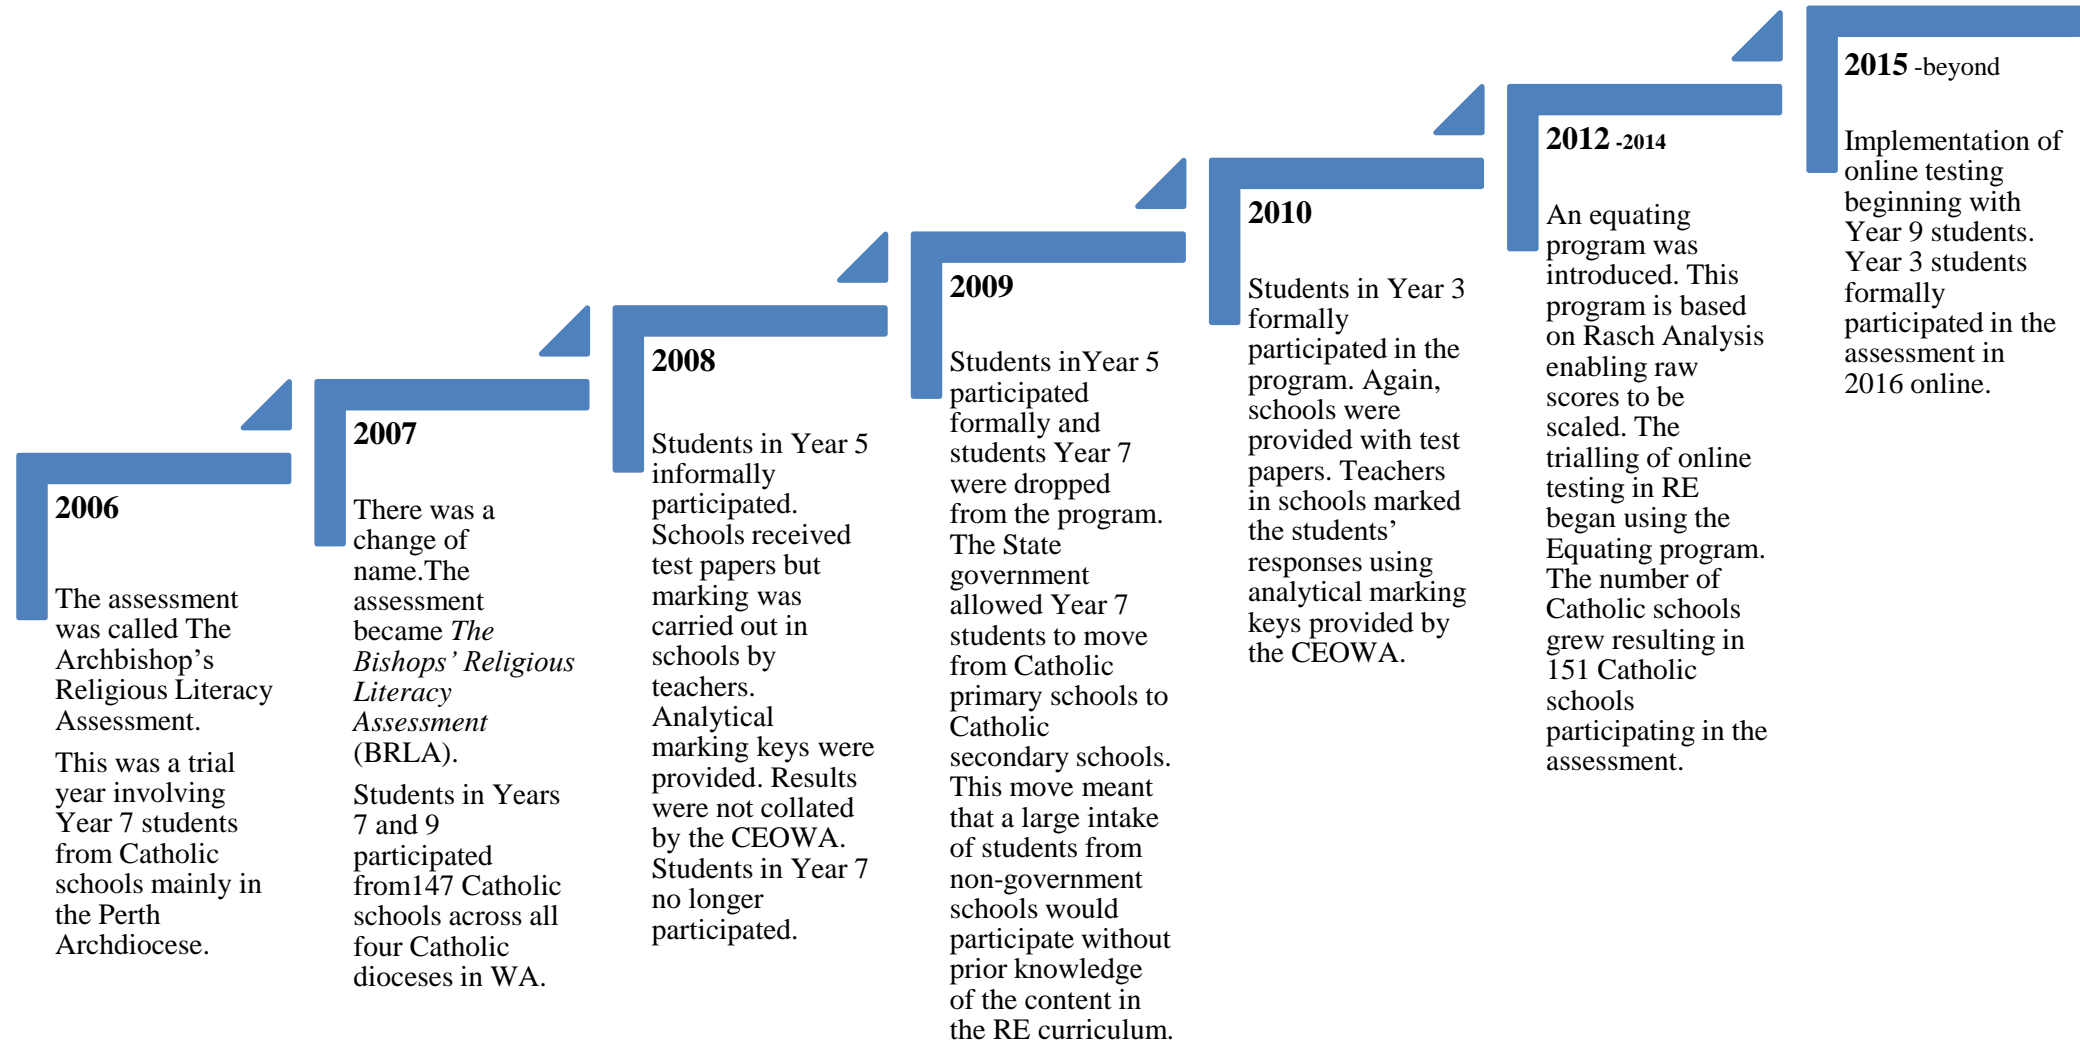 2006
The assessment
was called The
Archbishop’s
Religious Literacy
Assessment.
This was a trial
year involving
Year 7 students
from Catholic
schools mainly in
the Perth
Archdiocese.
2007
There was a
change of
name.The
assessment
became The
Bishops’ Religious
Literacy
Assessment
(BRLA).
Students in Years
7 and 9
participated
from147 Catholic
schools across all
four Catholic
dioceses in WA.
2008
Students in Year 5
informally
participated.
Schools received
test papers but
marking was
carried out in
schools by
teachers.
Analytical
marking keys were
provided. Results
were not collated
by the CEOWA.
Students in Year 7
no longer
participated.
2009
Students inYear 5
participated
formally and
students Year 7
were dropped
from the program.
The State
government
allowed Year 7
students to move
from Catholic
primary schools to
Catholic
secondary schools.
This move meant
that a large intake
of students from
non-government
schools would
participate without
prior knowledge
of the content in
the RE curriculum.
2010
Students in Year 3
formally
participated in the
program. Again,
schools were
provided with test
papers. Teachers
in schools marked
the students’
responses using
analytical marking
keys provided by
the CEOWA.
2012 -2014
An equating
program was
introduced. This
program is based
on Rasch Analysis
enabling raw
scores to be
scaled. The
trialling of online
testing in RE
began using the
Equating program.
The number of
Catholic schools
grew resulting in
151 Catholic
schools
participating in the
assessment.
2015 -beyond
Implementation of
online testing
beginning with
Year 9 students.
Year 3 students
formally
participated in the
assessment in
2016 online.